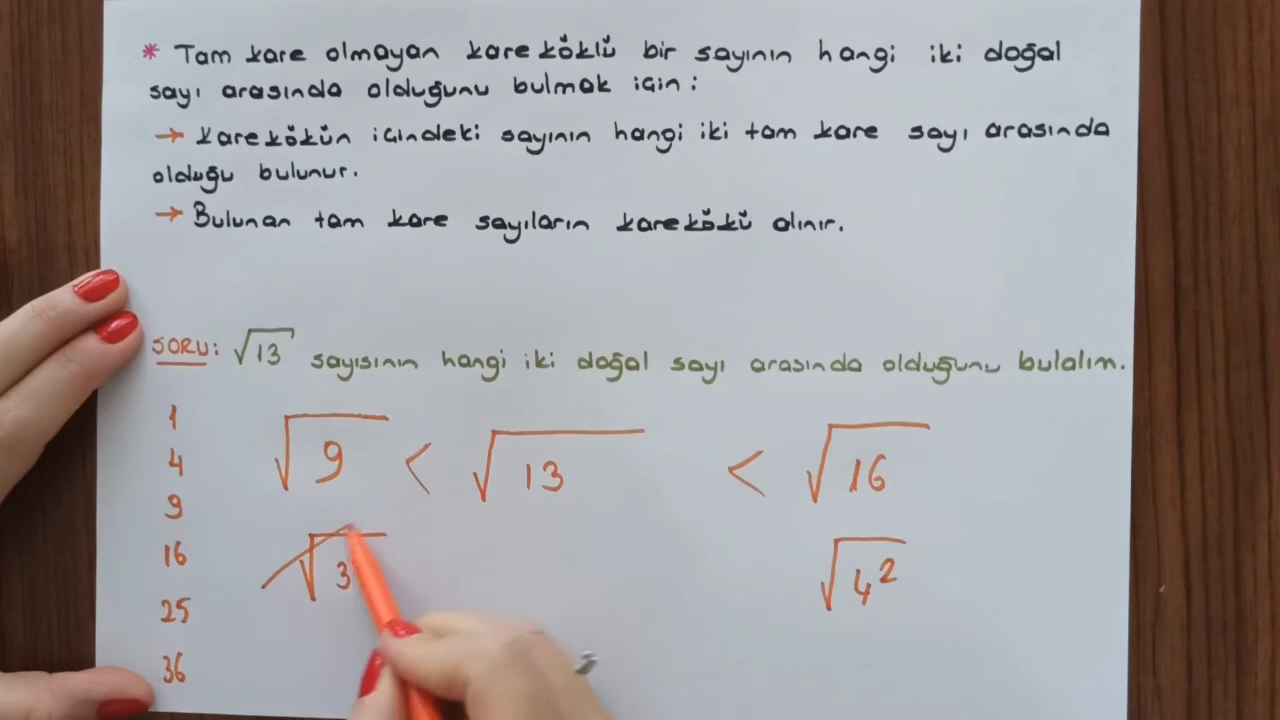 * Tam kare olmayan kareköklü bir sayının hangi iki doğal
sayı arasında olduğunu bulmak için:
→ Karekökün içindeki sayının hangi iki tam kare sayı arasında
olduğu bulunur.
→ Bulunan tam kare sayıların karekökü alınır.
SORU: √13 sayısının hangi iki doğal sayı arasında olduğunu bulalım.
1
4
9
16
25
36
√9 < √13 < √16
√3 √4²